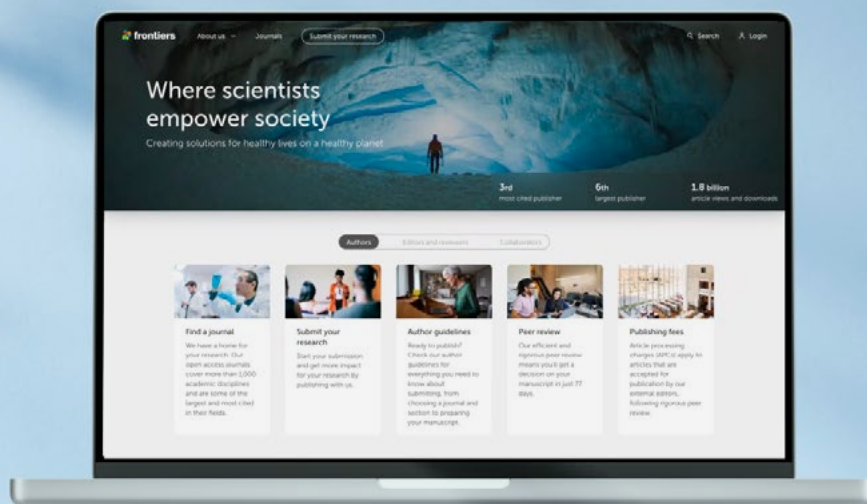 frontiers
About us
Journals
Submit your research
Search
Login
Where scientists
empower society
Creating solutions for healthy lives on a healthy planet
3rd
most cited publisher
6th
largest publisher
1.8 billion
article views and downloads
Authors
Editors and reviewers
Collaborators
Find a journal
We have a home for
your research. Our
open access journals
cover more than 1,000
academic disciplines
and are some of the
largest and most cited
in their fields.
Submit your
research
Start your submission
and get more impact
for your research by
publishing with us.
Author guidelines
Ready to publish?
Check our author
guidelines for
everything you need to
know about
submitting, from
choosing a journal and
section to preparing
your manuscript.
Peer review
Our efficient and
rigorous peer review
means you'll get a
decision on your
manuscript in just 77
days.
Publishing fees
Article processing
charges (APCs) apply to
articles that are
accepted for
publication by our
external editors,
following rigorous peer
review.